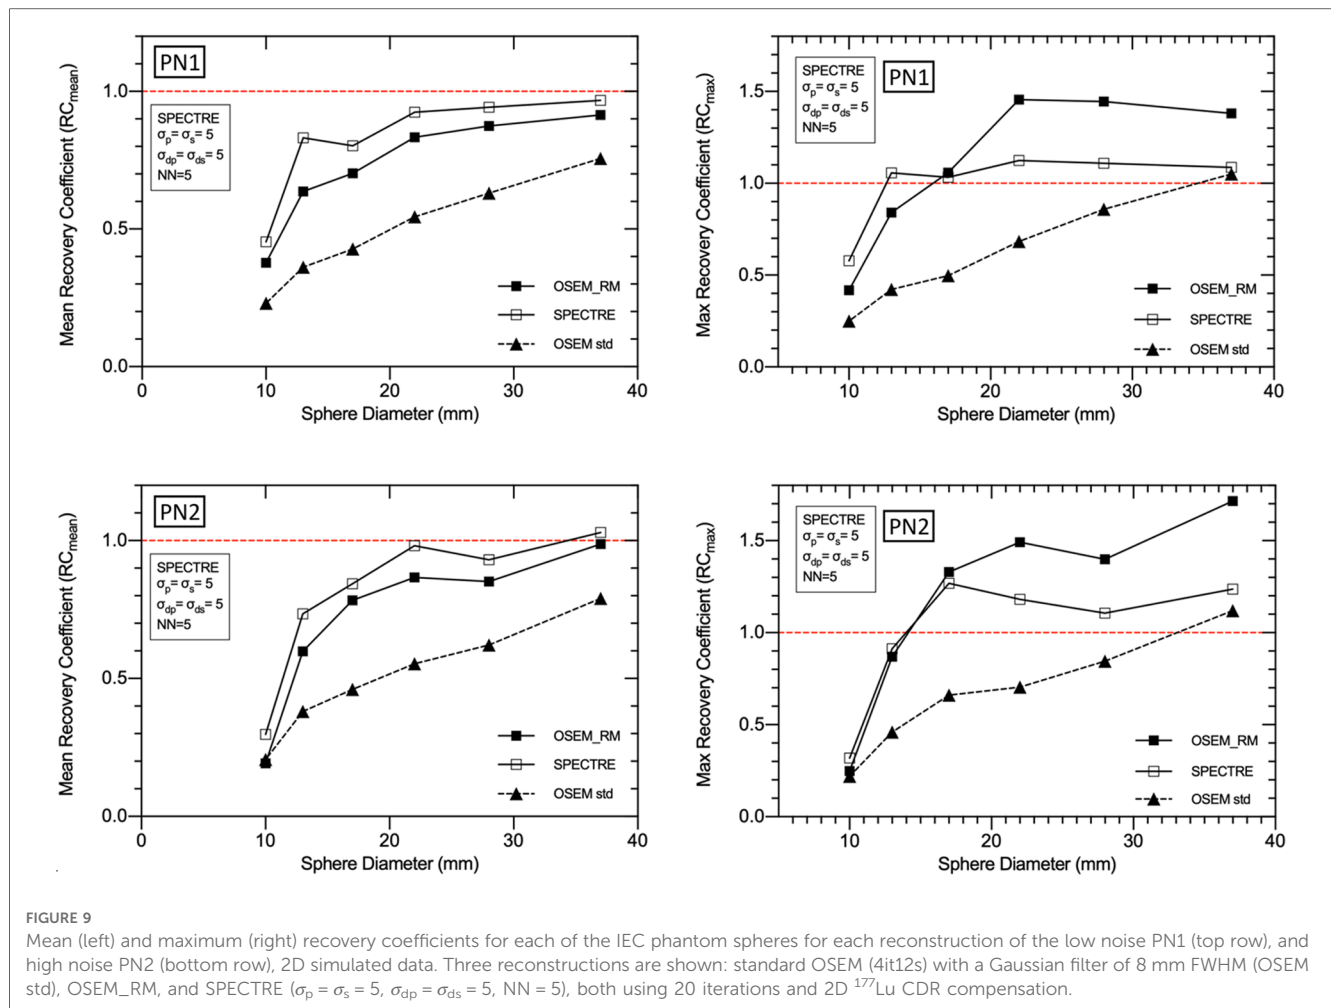 PN1
SPECTRE
σp= σs= 5
σdp= σds= 5
NN=5
Mean Recovery Coefficient (RCmean)
1.0
0.5
0.0
OSEM_RM
SPECTRE
OSEM std
0 10 20 30 40
Sphere Diameter (mm)
SPECTRE
σp= σs= 5
σdp= σds= 5
NN=5
PN1
Max Recovery Coefficient (RCmax)
1.5
1.0
0.5
0.0
OSEM_RM
SPECTRE
OSEM std
10 20 30 40
Sphere Diameter (mm)
PN2
SPECTRE
σp= σs= 5
σdp= σds= 5
NN=5
Mean Recovery Coefficient (RCmean)
1.0
0.5
0.0
OSEM_RM
SPECTRE
OSEM std
0 10 20 30 40
Sphere Diameter (mm)
SPECTRE
σp= σs= 5
σdp= σds= 5
NN=5
PN2
Max Recovery Coefficient (RCmax)
1.5
1.0
0.5
0.0
OSEM_RM
SPECTRE
OSEM std
10 20 30 40
Sphere Diameter (mm)
FIGURE 9
Mean (left) and maximum (right) recovery coefficients for each of the IEC phantom spheres for each reconstruction of the low noise PN1 (top row), and
high noise PN2 (bottom row), 2D simulated data. Three reconstructions are shown: standard OSEM (4it12s) with a Gaussian filter of 8 mm FWHM (OSEM
std), OSEM_RM, and SPECTRE (σp = σs = 5, σdp = σds = 5, NN = 5), both using 20 iterations and 2D 177Lu CDR compensation.